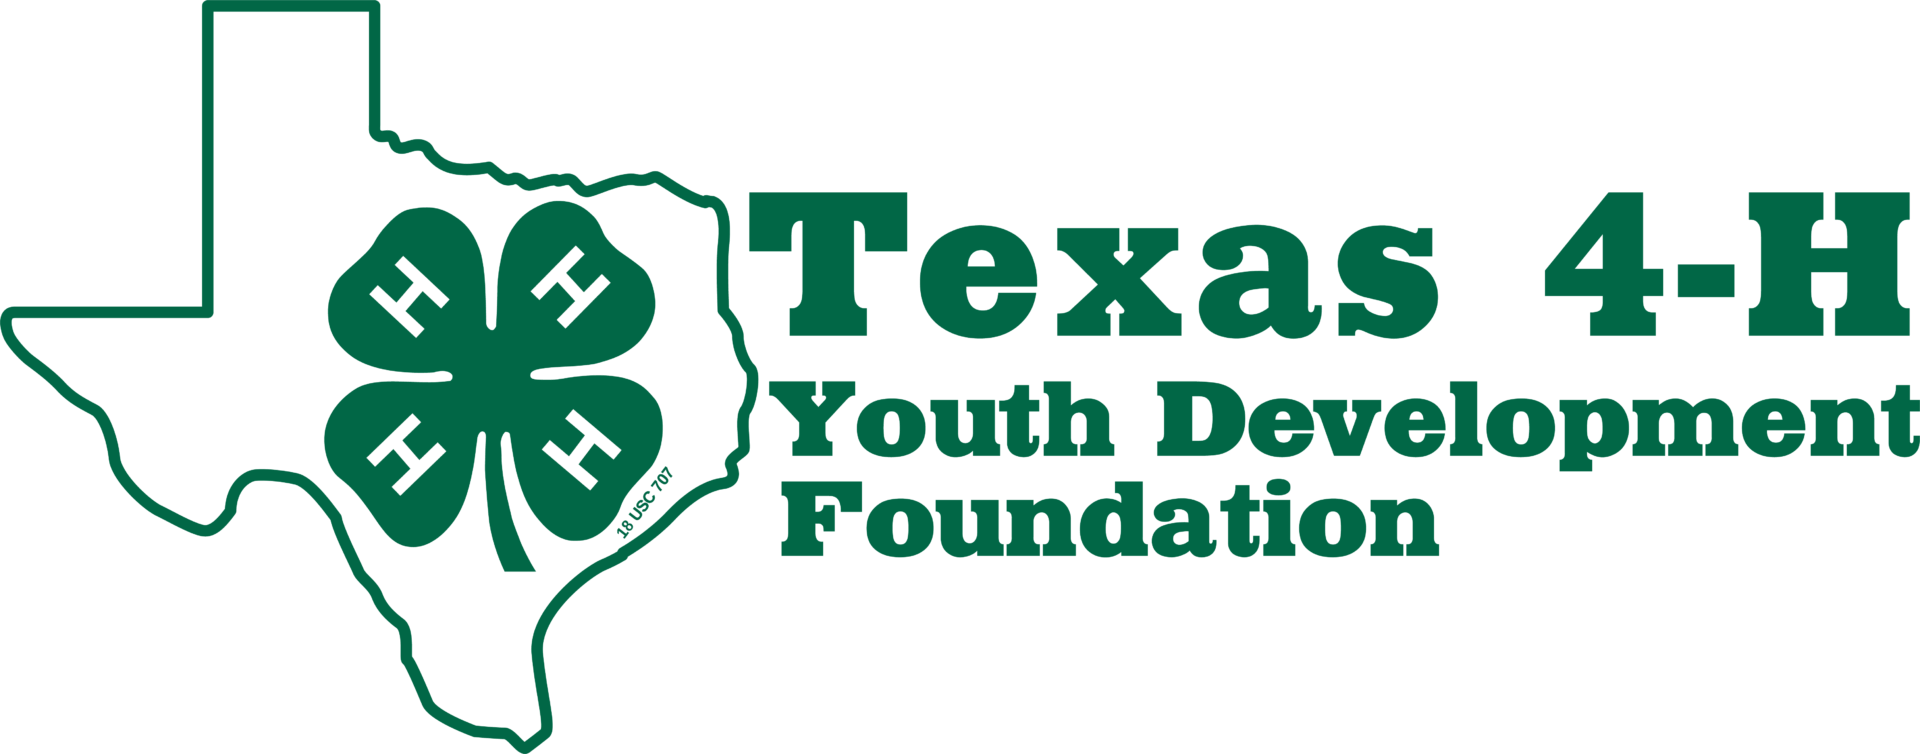 H H
H H
18 USC 707
Texas 4-H
Youth Development
Foundation